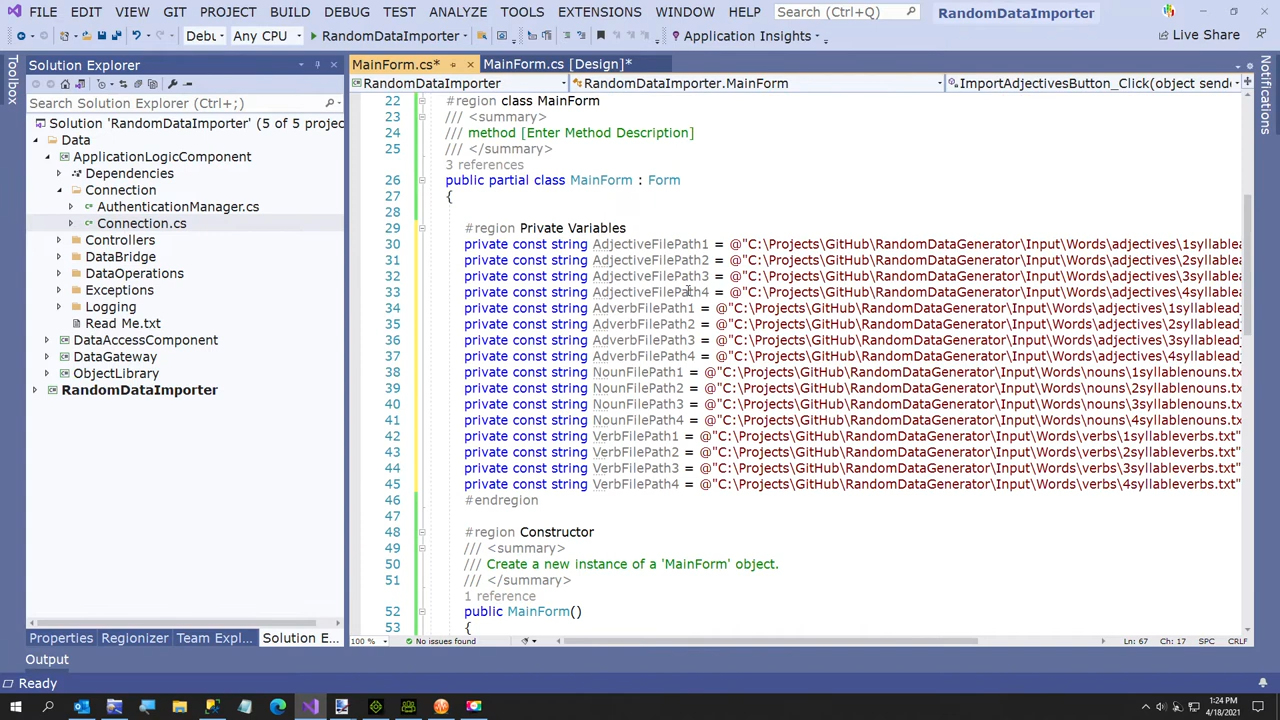 FILE EDIT VIEW GIT PROJECT BUILD DEBUG TEST ANALYZE TOOLS EXTENSIONS WINDOW HELP Search (Ctrl+Q) RandomDataImporter
Debu Any CPU RandomDataImporter Application Insights Live Share
Toolbox
Notifications
Solution Explorer
Search Solution Explorer (Ctrl+;)
Solution 'RandomDataImporter' (5 of 5 projec
Data
ApplicationLogicComponent
Dependencies
Connection
AuthenticationManager.cs
Connection.cs
Controllers
DataBridge
DataOperations
Exceptions
Logging
Read Me.txt
DataAccessComponent
DataGateway
ObjectLibrary
RandomDataImporter
Properties Regionizer Team Expl... Solution E...
MainForm.cs* MainForm.cs [Design]*
RandomDataImporter RandomDataImporter.MainForm ImportAdjectivesButton_Click(object sende
22 #region class MainForm
23 /// <summary>
24 /// method [Enter Method Description]
25 /// </summary>
3 references
26 public partial class MainForm : Form
27 {
28
29 #region Private Variables
30 private const string AdjectiveFilePath1 = @"C:\Projects\GitHub\RandomDataGenerator\Input\Words\adjectives\1syllablea
31 private const string AdjectiveFilePath2 = @"C:\Projects\GitHub\RandomDataGenerator\Input\Words\adjectives\2syllablea
32 private const string AdjectiveFilePath3 = @"C:\Projects\GitHub\RandomDataGenerator\Input\Words\adjectives\3syllablea
33 private const string AdjectiveFilePath4 = @"C:\Projects\GitHub\RandomDataGenerator\Input\Words\adjectives\4syllablea
34 private const string AdverbFilePath1 = @"C:\Projects\GitHub\RandomDataGenerator\Input\Words\adjectives\1syllablead
35 private const string AdverbFilePath2 = @"C:\Projects\GitHub\RandomDataGenerator\Input\Words\adjectives\2syllablead
36 private const string AdverbFilePath3 = @"C:\Projects\GitHub\RandomDataGenerator\Input\Words\adjectives\3syllablead
37 private const string AdverbFilePath4 = @"C:\Projects\GitHub\RandomDataGenerator\Input\Words\adjectives\4syllablead
38 private const string NounFilePath1 = @"C:\Projects\GitHub\RandomDataGenerator\Input\Words\nouns\1syllablenouns.tx
39 private const string NounFilePath2 = @"C:\Projects\GitHub\RandomDataGenerator\Input\Words\nouns\2syllablenouns.tx
40 private const string NounFilePath3 = @"C:\Projects\GitHub\RandomDataGenerator\Input\Words\nouns\3syllablenouns.tx
41 private const string NounFilePath4 = @"C:\Projects\GitHub\RandomDataGenerator\Input\Words\nouns\4syllablenouns.tx
42 private const string VerbFilePath1 = @"C:\Projects\GitHub\RandomDataGenerator\Input\Words\verbs\1syllableverbs.txt"
43 private const string VerbFilePath2 = @"C:\Projects\GitHub\RandomDataGenerator\Input\Words\verbs\2syllableverbs.txt"
44 private const string VerbFilePath3 = @"C:\Projects\GitHub\RandomDataGenerator\Input\Words\verbs\3syllableverbs.txt"
45 private const string VerbFilePath4 = @"C:\Projects\GitHub\RandomDataGenerator\Input\Words\verbs\4syllableverbs.txt"
46 #endregion
47
48 #region Constructor
49 /// <summary>
50 /// Create a new instance of a 'MainForm' object.
51 /// </summary>
1 reference
52 public MainForm()
53 {
100 % No issues found Ln: 67 Ch: 17 SPC CRLF
Output
Ready
1:24 PM
4/18/2021